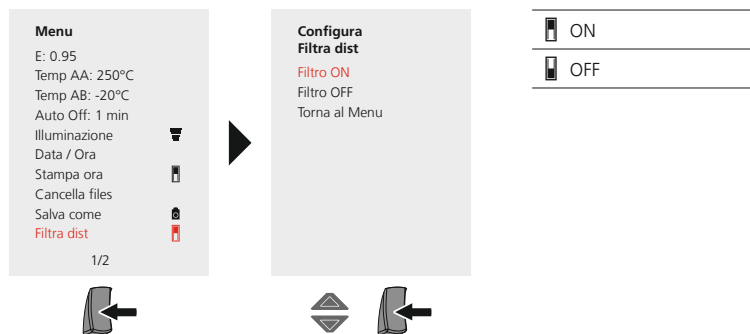 Menu
E: 0.95
Temp AA: 250°C
Temp AB: -20°C
Auto Off: 1 min
Illuminazione
Data / Ora
Stampa ora
Cancella files
Salva come
Filtra dist
1/2
Configura
Filtra dist
Filtro ON
Filtro OFF
Torna al Menu
ON
OFF